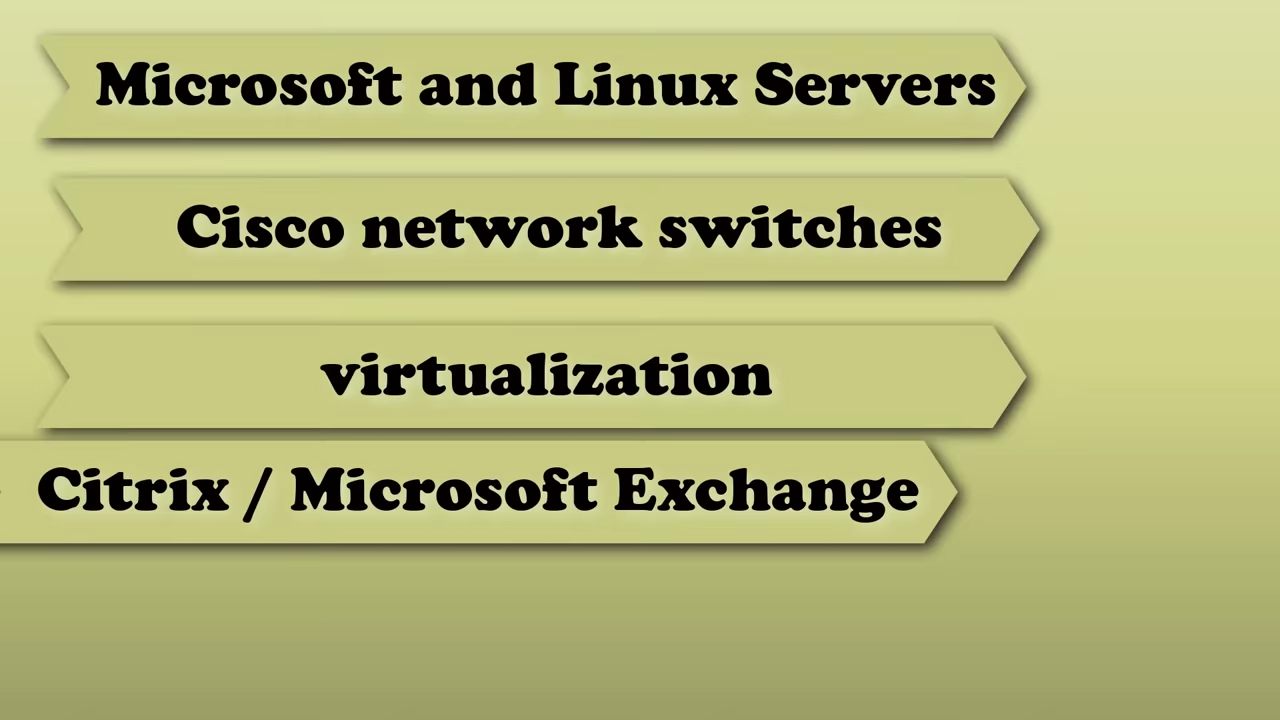 Microsoft and Linux Servers
Cisco network switches
virtualization
Citrix / Microsoft Exchange